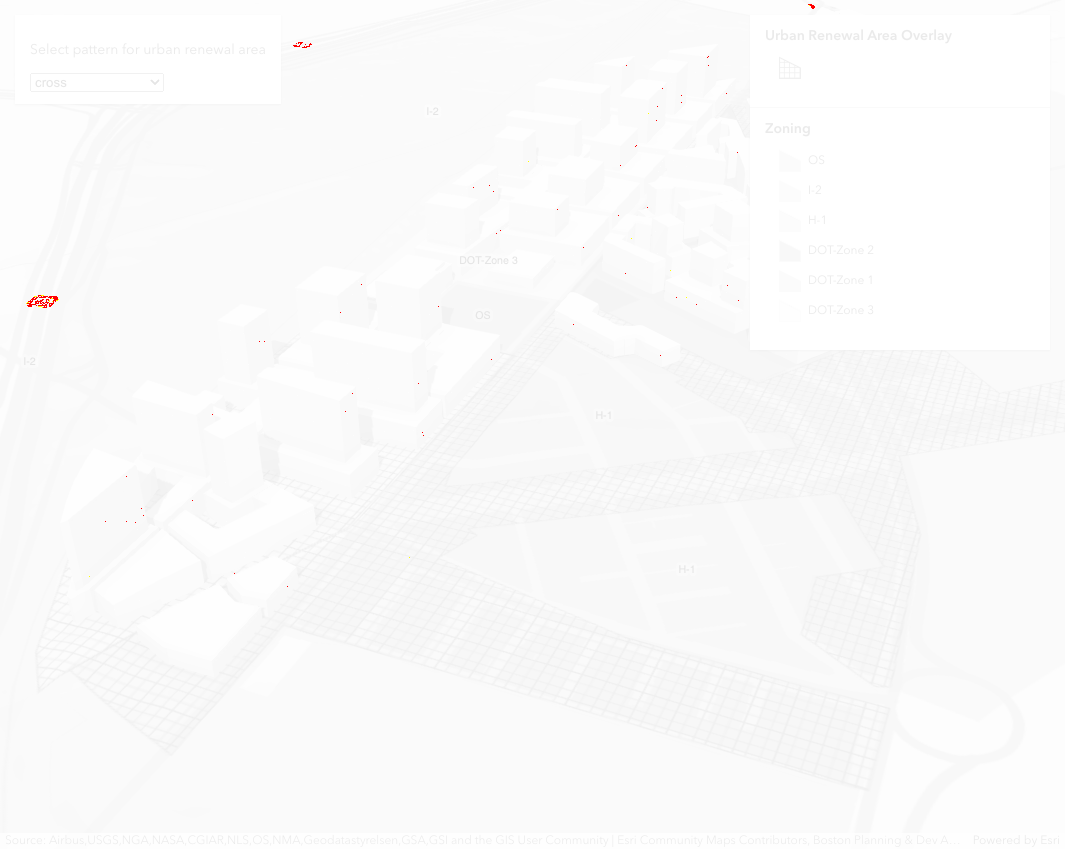 Select pattern for urban renewal area
cross
Urban Renewal Area Overlay
Zoning
OS
I-2
H-1
DOT-Zone 2
DOT-Zone 1
DOT-Zone 3
I-2
DOT-Zone 3
OS
I-2
H-1
H-1
Source: Airbus,USGS,NGA,NASA,CGIAR,NLS,OS,NMA,Geodatastyrelsen,GSA,GSI and the GIS User Community | Esri Community Maps Contributors, Boston Planning & Dev A... Powered by Esri